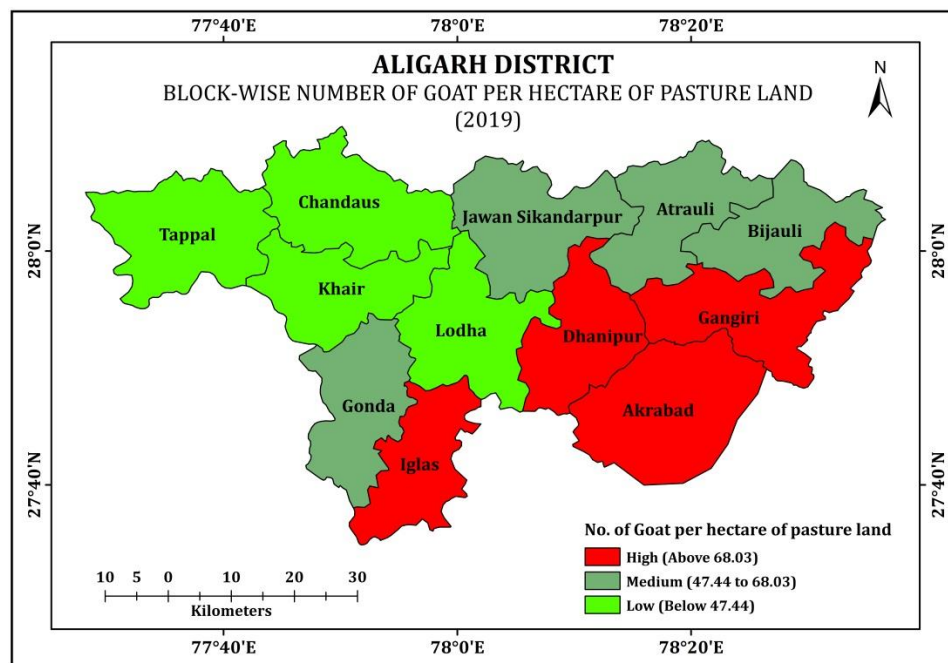 77°40'E 78°0'E 78°20'E
ALIGARH DISTRICT
BLOCK-WISE NUMBER OF GOAT PER HECTARE OF PASTURE LAND
(2019)
N
Chandaus
Jawan Sikandarpur
Atrauli
Bijauli
Tappal
28°0'N
28°0'N
Khair
Gangiri
Lodha
Dhanipur
Gonda
Akrabad
Iglas
27°40'N
27°40'N
No. of Goat per hectare of pasture land
High (Above 68.03)
Medium (47.44 to 68.03)
Low (Below 47.44)
10 5 0 10 20 30
Kilometers
77°40'E 78°0'E 78°20'E